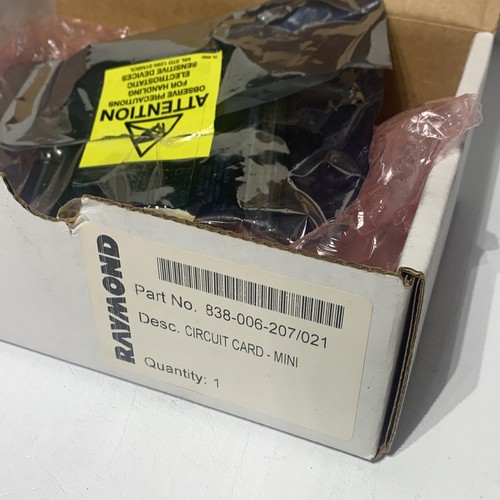 ATTENTION
OBSERVE PRECAUTIONS
FOR HANDLING
ELECTROSTATIC
SENSITIVE DEVICES
RAYMOND
Part No. 838-006-207/021
Desc. CIRCUIT CARD - MINI
Quantity: 1